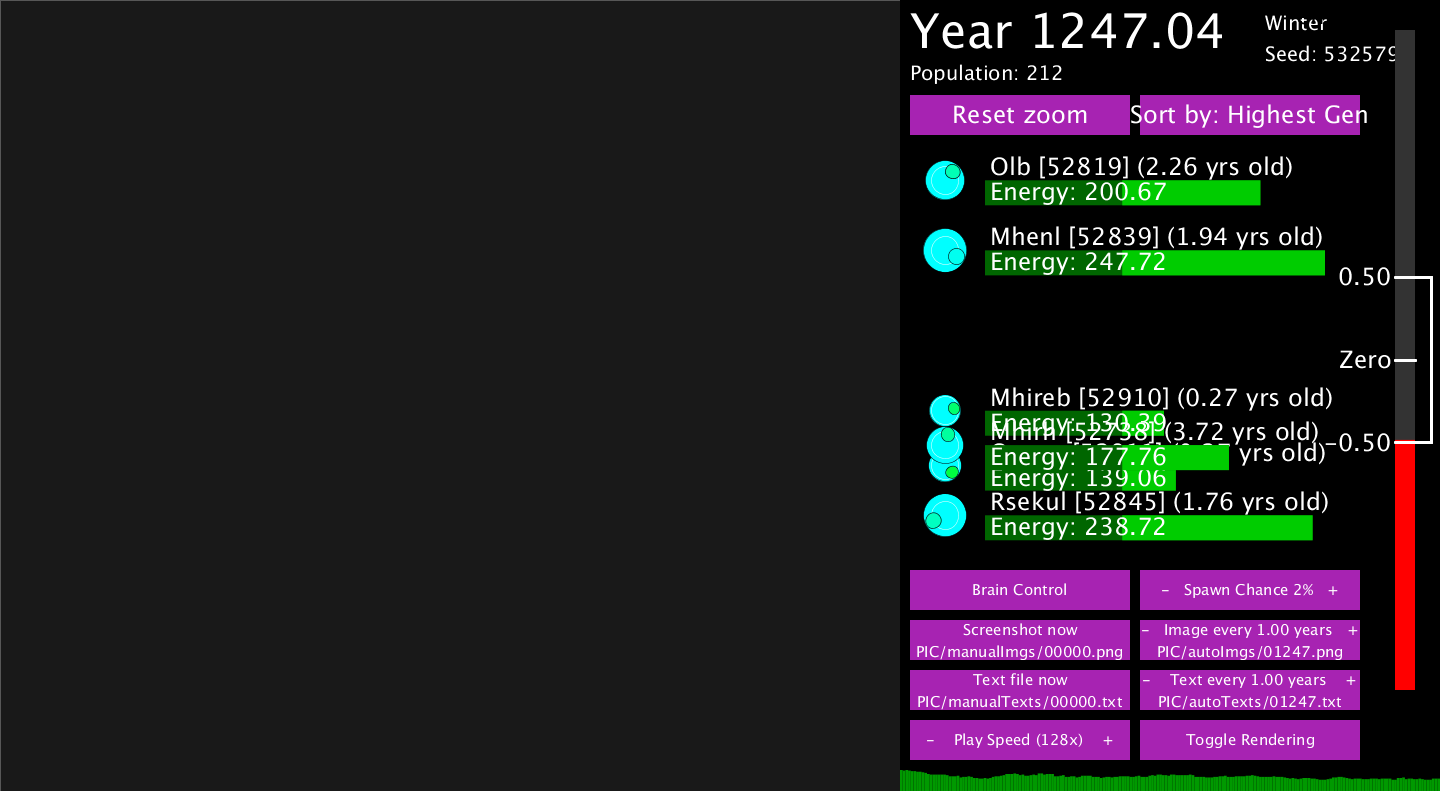 Year 1247.04
Winter
Seed: 532579
Population: 212
Reset zoom
Sort by: Highest Gen
Olb [52819] (2.26 yrs old)
Energy: 200.67
Mhenl [52839] (1.94 yrs old)
Energy: 247.72
0.50
Zero
Mhireb [52910] (0.27 yrs old)
Energy: 130.39
[52738] (3.72 yrs old)
-0.50
yrs old)
Energy: 177.76
Energy: 139.06
Rsekul [52845] (1.76 yrs old)
Energy: 238.72
Brain Control
- Spawn Chance 2% +
Screenshot now
PIC/manualImgs/00000.png
- Image every 1.00 years +
PIC/autoImgs/01247.png
Text file now
PIC/manualTexts/00000.txt
- Text every 1.00 years +
PIC/autoTexts/01247.txt
- Play Speed (128x) +
Toggle Rendering